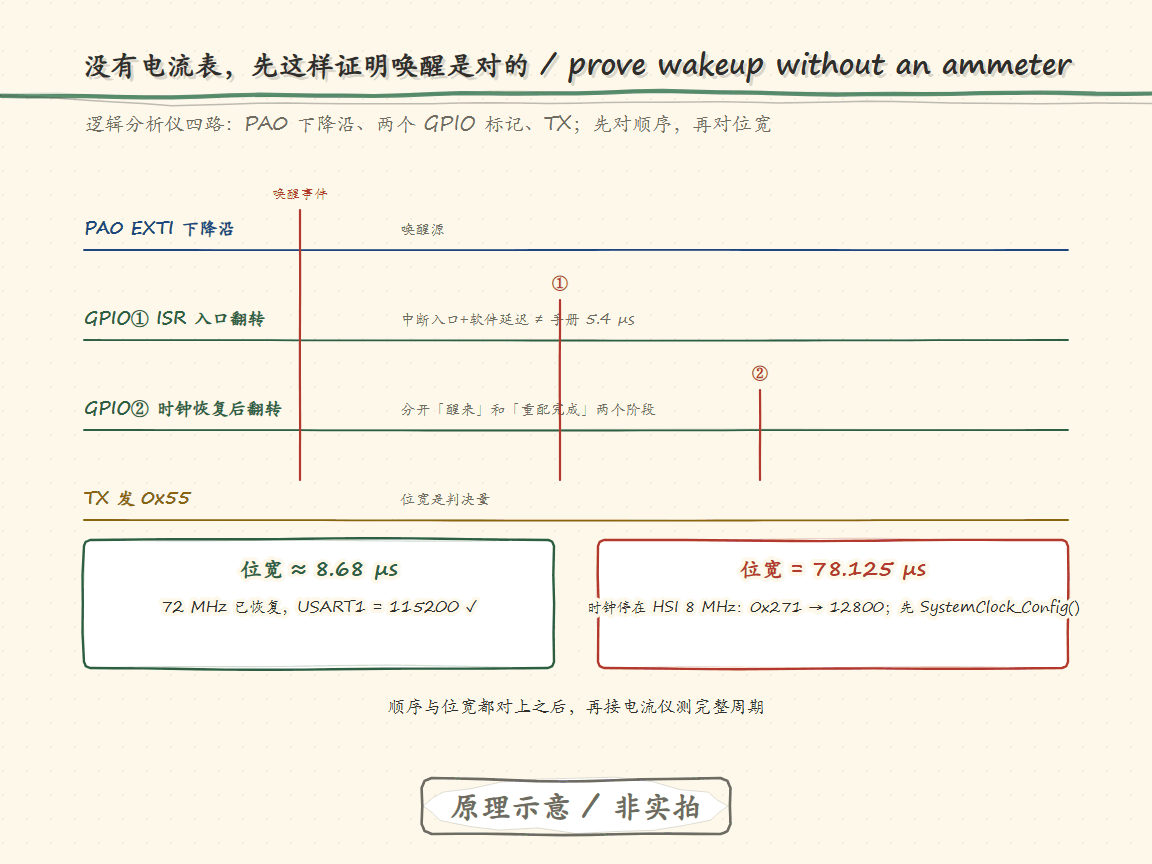 没有电流表，先这样证明唤醒是对的 / prove wakeup without an ammeter
逻辑分析仪四路：PA0 下降沿、两个 GPIO 标记、TX；先对顺序，再对位宽
唤醒事件
PA0 EXTI 下降沿
唤醒源
①
GPIO① ISR 入口翻转
中断入口+软件延迟 ≠ 手册 5.4 µs
②
GPIO② 时钟恢复后翻转
分开「醒来」和「重配完成」两个阶段
TX 发 0x55
位宽是判决量
位宽 ≈ 8.68 µs
72 MHz 已恢复，USART1 = 115200 ✓
位宽 = 78.125 µs
时钟停在 HSI 8 MHz：0x271 → 12800；先 SystemClock_Config()
顺序与位宽都对上之后，再接电流仪测完整周期
原理示意 / 非实拍